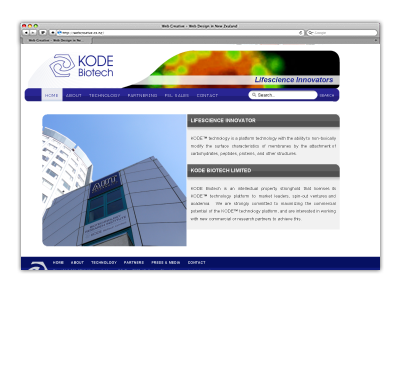 Web Creative - Web Design in New Zealand
Web Creative - Web Design in Ne...
KODE
Biotech
Lifescience Innovators
HOME ABOUT TECHNOLOGY PARTNERING FSL SALES CONTACT
Search...
SEARCH
LIFESCIENCE INNOVATOR
KODE™ technology is a platform technology with the ability to non-toxically
modify the surface characteristics of membranes by the attachment of
carbohydrates, peptides, proteins, and other structures.
KODE BIOTECH LIMITED
KODE Biotech is an intellectual property stronghold that licenses its
KODE™ technology platform to market leaders, spin-out ventures and
academia. We are strongly committed to maximizing the commercial
potential of the KODE™ technology platform, and are interested in working
with new commercial or research partners to achieve this.
AUT
HOME ABOUT TECHNOLOGY PARTNERS PRESS & MEDIA CONTACT